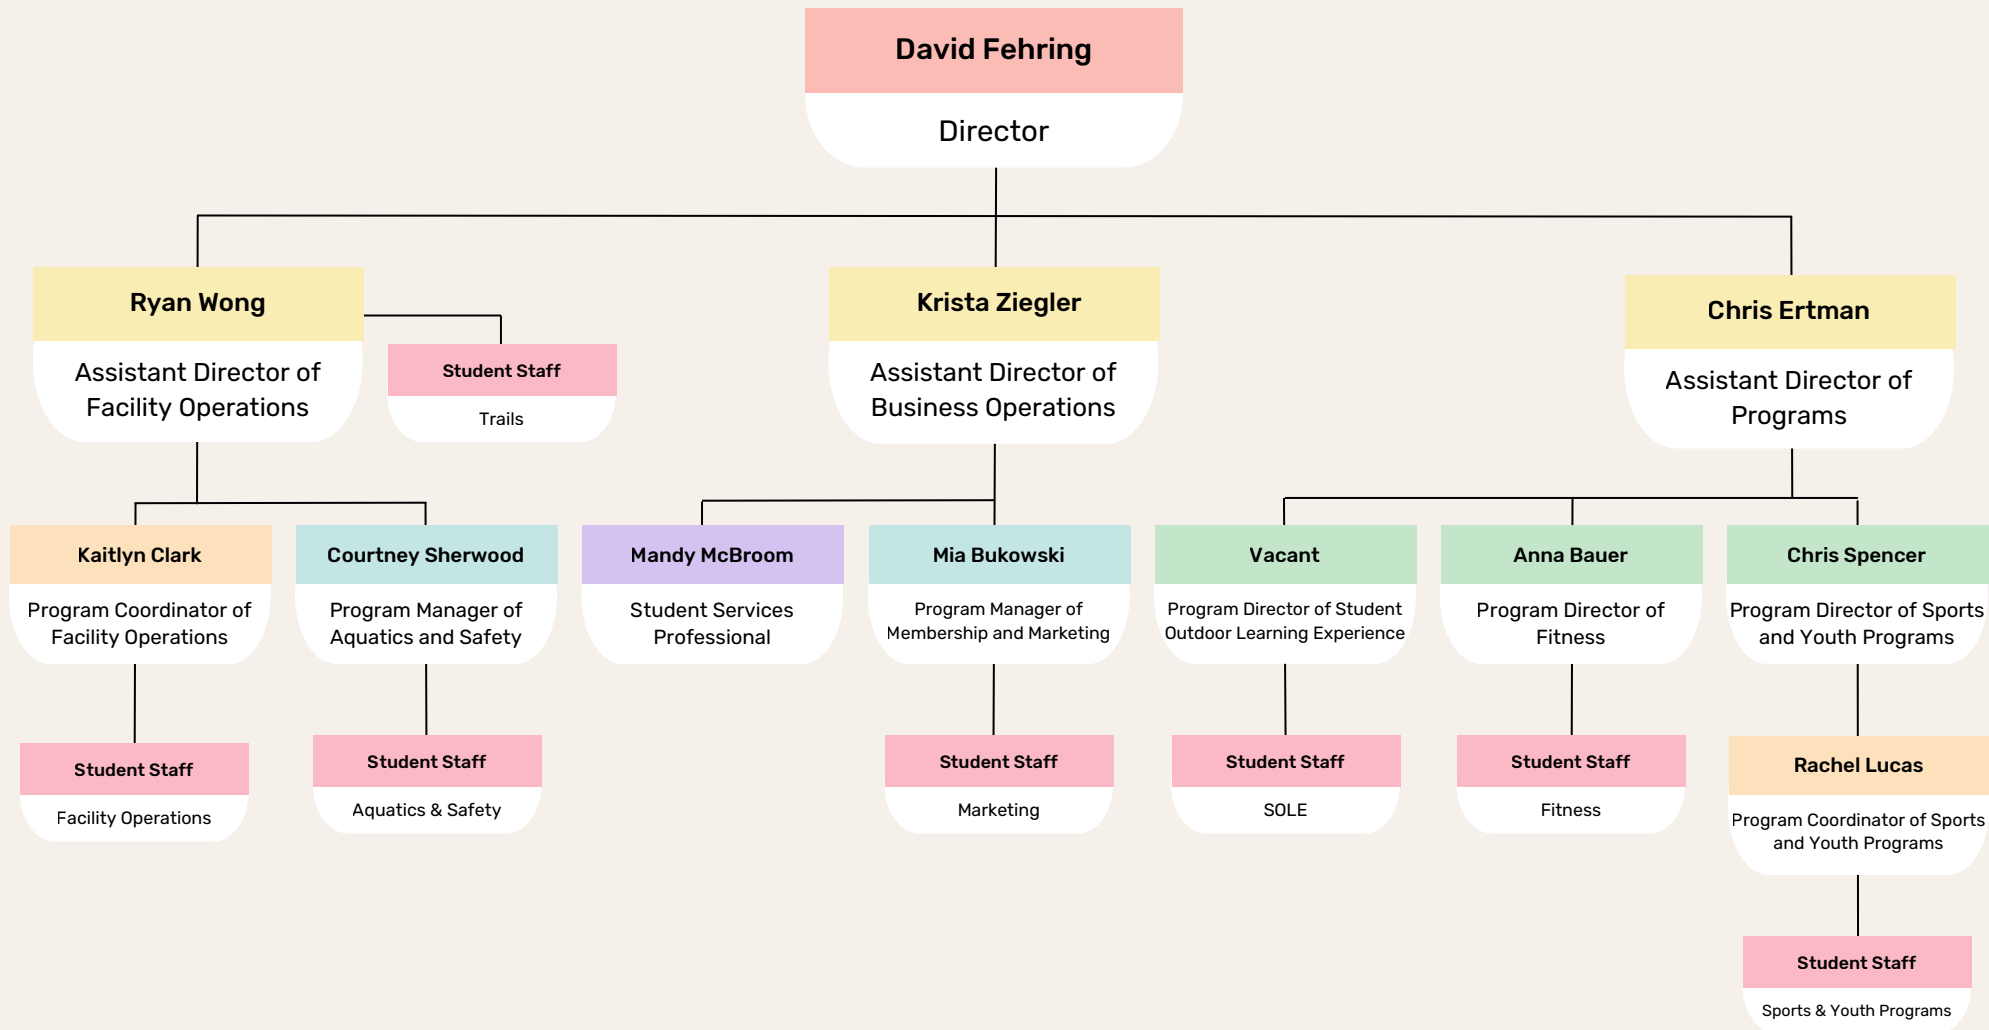 David Fehring
Director
Ryan Wong
Assistant Director of
Facility Operations
Student Staff
Trails
Krista Ziegler
Assistant Director of
Business Operations
Chris Ertman
Assistant Director of
Programs
Kaitlyn Clark
Program Coordinator of
Facility Operations
Courtney Sherwood
Program Manager of
Aquatics and Safety
Mandy McBroom
Student Services
Professional
Mia Bukowski
Program Manager of
Membership and Marketing
Vacant
Program Director of Student
Outdoor Learning Experience
Anna Bauer
Program Director of
Fitness
Chris Spencer
Program Director of Sports
and Youth Programs
Student Staff
Facility Operations
Student Staff
Aquatics & Safety
Student Staff
Marketing
Student Staff
SOLE
Student Staff
Fitness
Rachel Lucas
Program Coordinator of Sports
and Youth Programs
Student Staff
Sports & Youth Programs